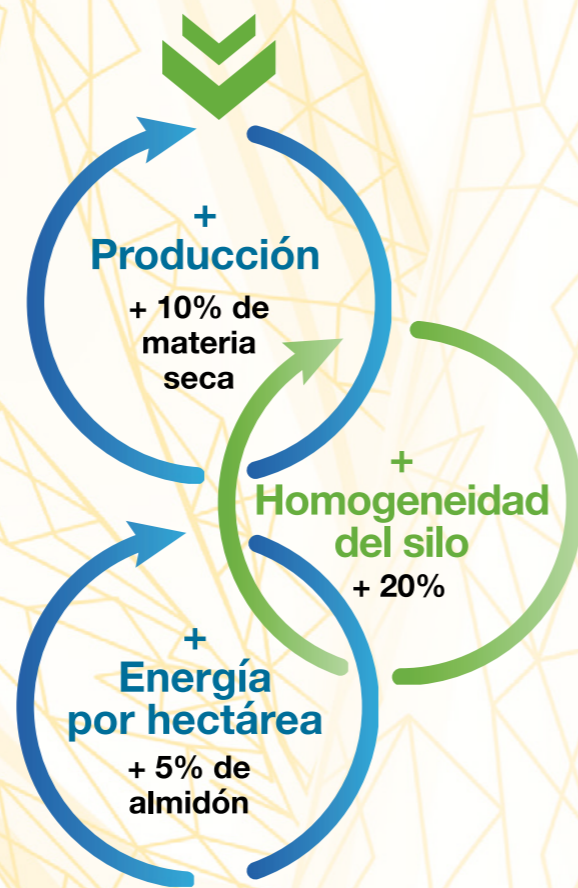 +
Producción
+ 10% de
materia
seca
+
Homogeneidad
del silo
+ 20%
+
Energía
por hectárea
+ 5% de
almidón